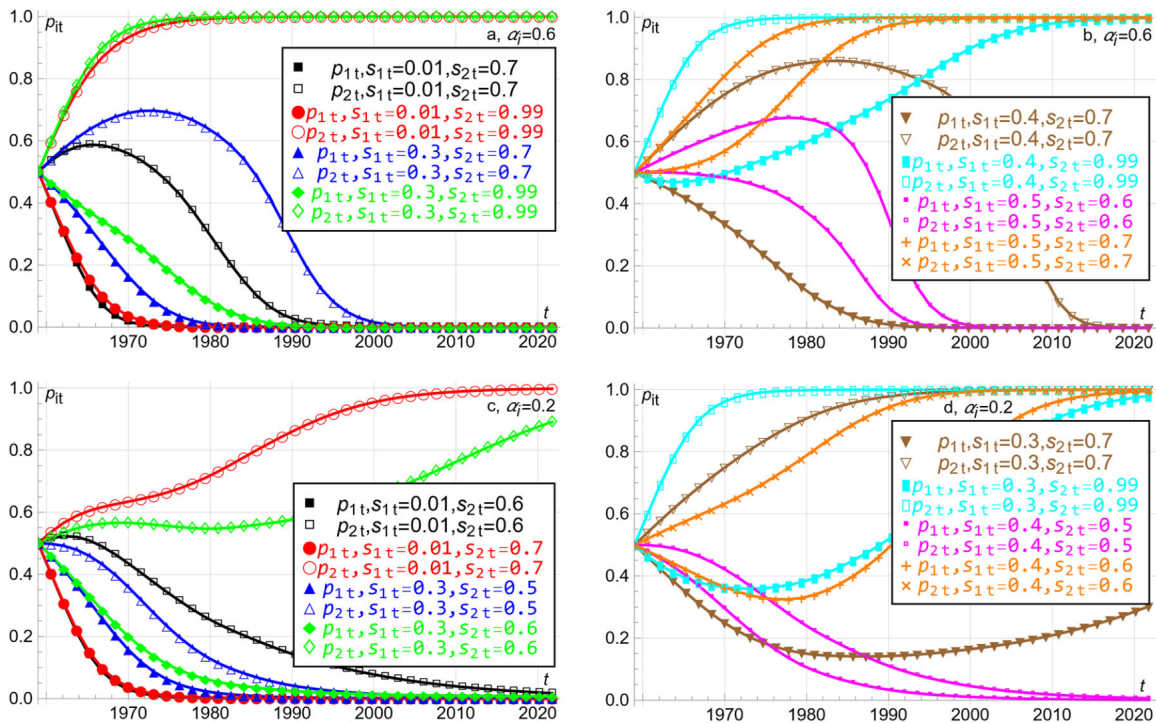 p_it
1.0
0.8
0.6
0.4
0.2
0.0
a, α_i=0.6
p_1t,s_1t=0.01,s_2t=0.7
p_2t,s_1t=0.01,s_2t=0.7
p_1t,s_1t=0.01,s_2t=0.99
p_2t,s_1t=0.01,s_2t=0.99
p_1t,s_1t=0.3,s_2t=0.7
p_2t,s_1t=0.3,s_2t=0.7
p_1t,s_1t=0.3,s_2t=0.99
p_2t,s_1t=0.3,s_2t=0.99
t
1970 1980 1990 2000 2010 2020
p_it
1.0
0.8
0.6
0.4
0.2
0.0
b, α_i=0.6
p_1t,s_1t=0.4,s_2t=0.7
p_2t,s_1t=0.4,s_2t=0.7
p_1t,s_1t=0.4,s_2t=0.99
p_2t,s_1t=0.4,s_2t=0.99
p_1t,s_1t=0.5,s_2t=0.6
p_2t,s_1t=0.5,s_2t=0.6
p_1t,s_1t=0.5,s_2t=0.7
p_2t,s_1t=0.5,s_2t=0.7
t
1970 1980 1990 2000 2010 2020
p_it
1.0
0.8
0.6
0.4
0.2
0.0
c, α_i=0.2
p_1t,s_1t=0.01,s_2t=0.6
p_2t,s_1t=0.01,s_2t=0.6
p_1t,s_1t=0.01,s_2t=0.7
p_2t,s_1t=0.01,s_2t=0.7
p_1t,s_1t=0.3,s_2t=0.5
p_2t,s_1t=0.3,s_2t=0.5
p_1t,s_1t=0.3,s_2t=0.6
p_2t,s_1t=0.3,s_2t=0.6
t
1970 1980 1990 2000 2010 2020
p_it
1.0
0.8
0.6
0.4
0.2
0.0
d, α_i=0.2
p_1t,s_1t=0.3,s_2t=0.7
p_2t,s_1t=0.3,s_2t=0.7
p_1t,s_1t=0.3,s_2t=0.99
p_2t,s_1t=0.3,s_2t=0.99
p_1t,s_1t=0.4,s_2t=0.5
p_2t,s_1t=0.4,s_2t=0.5
p_1t,s_1t=0.4,s_2t=0.6
p_2t,s_1t=0.4,s_2t=0.6
t
1970 1980 1990 2000 2010 2020